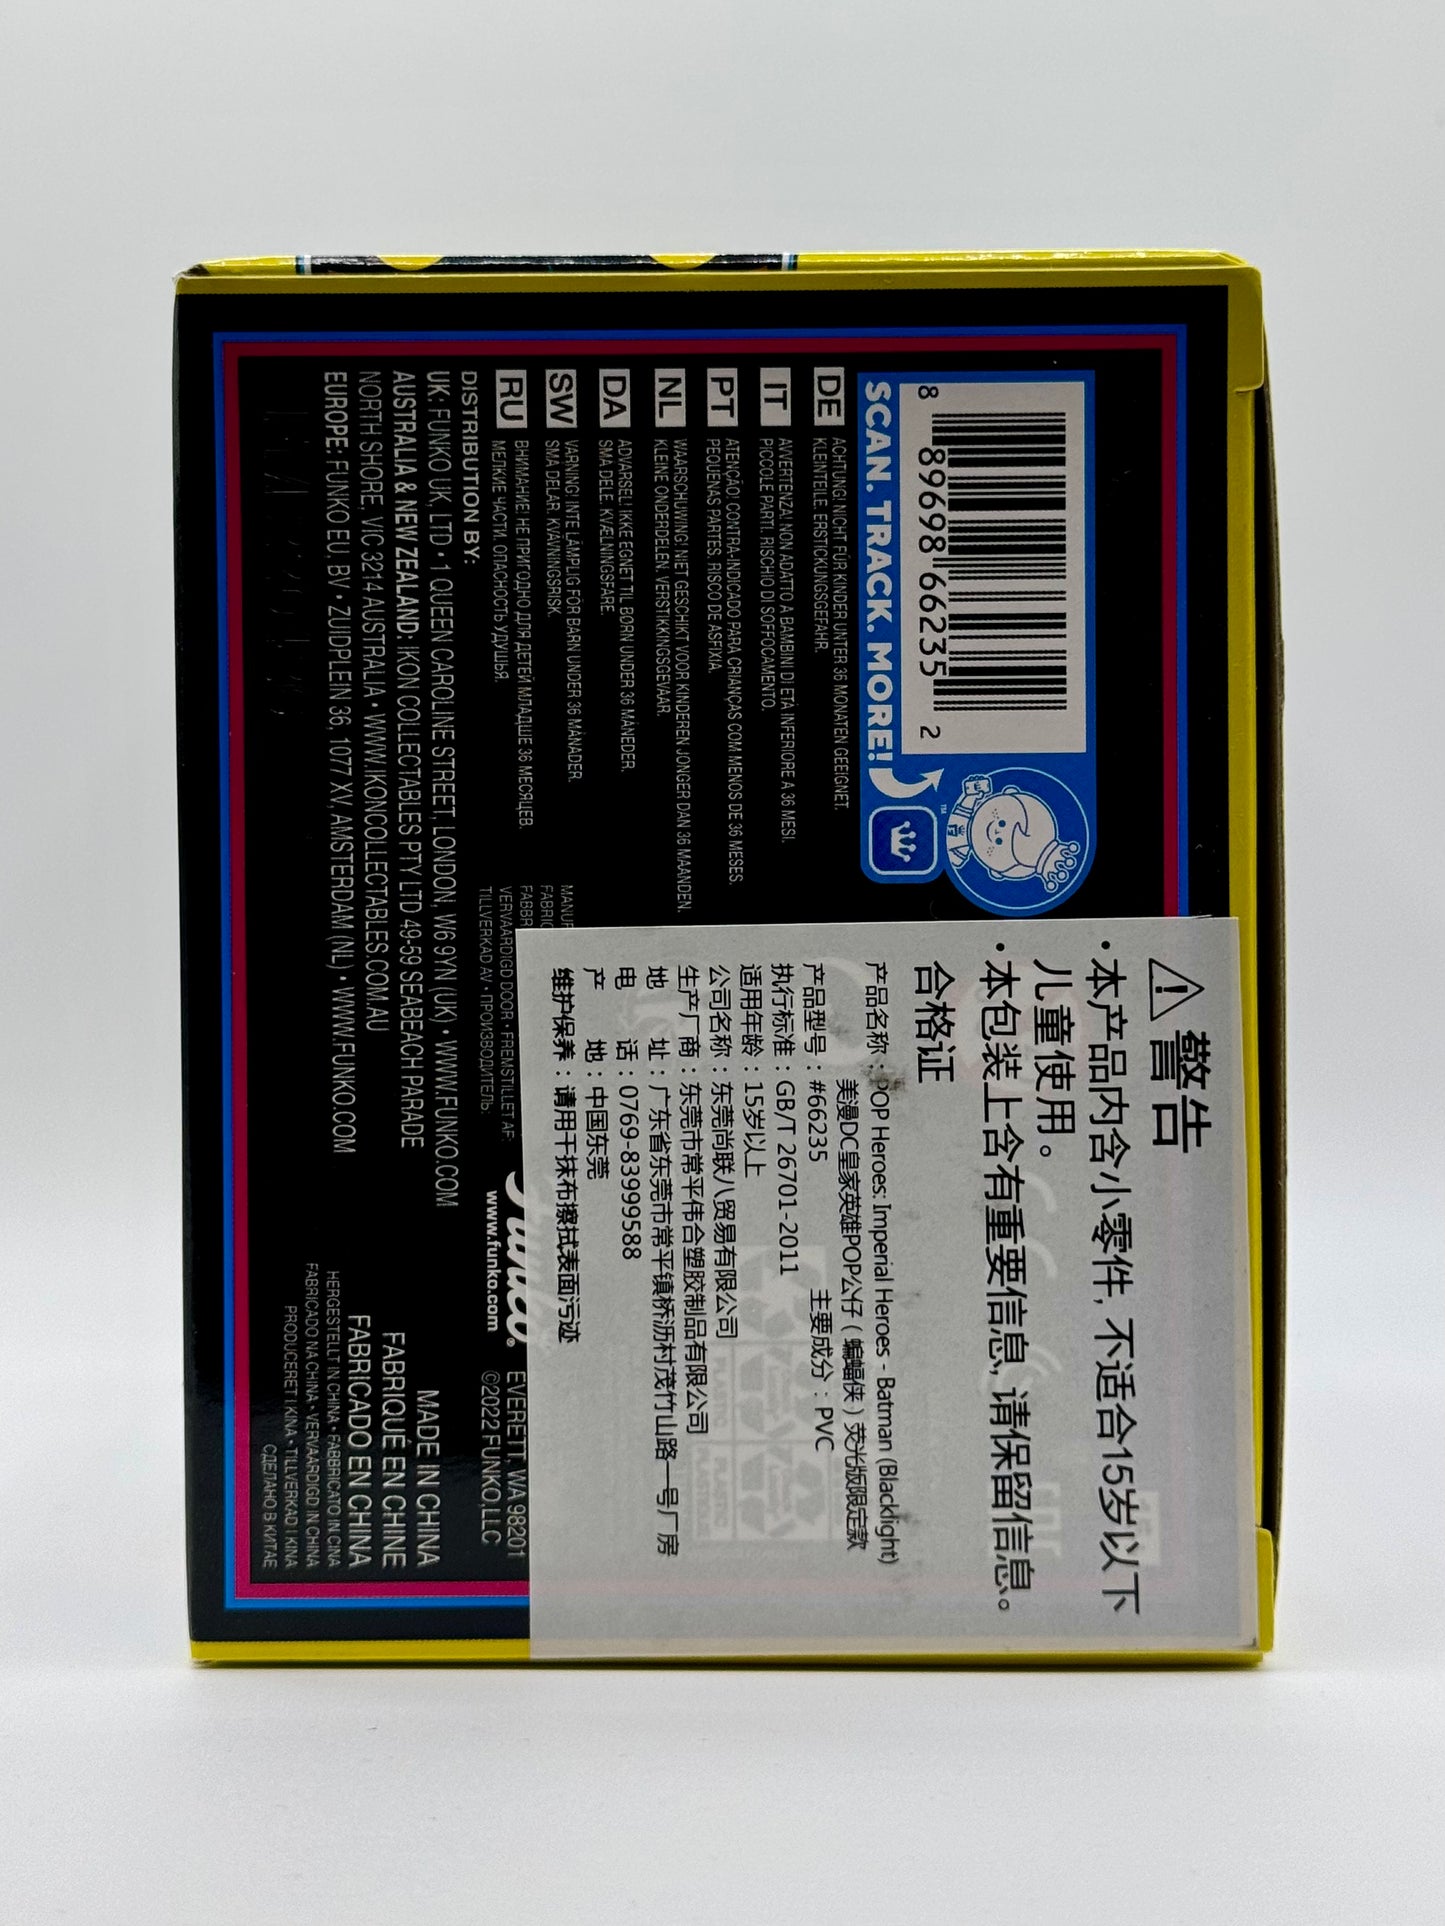 8 89698 66235 2
SCAN. TRACK. MORE!
™
DE ACHTUNG! NICHT FÜR KINDER UNTER 36 MONATEN GEEIGNET.
KLEINTEILE. ERSTICKUNGSGEFAHR.
IT AVVERTENZA! NON ADATTO A BAMBINI DI ETÀ INFERIORE A 36 MESI.
PICCOLE PARTI. RISCHIO DI SOFFOCAMENTO.
PT ATENÇÃO! CONTRA-INDICADO PARA CRIANÇAS COM MENOS DE 36 MESES.
PEQUENAS PARTES. RISCO DE ASFIXIA.
NL WAARSCHUWING! NIET GESCHIKT VOOR KINDEREN JONGER DAN 36 MAANDEN.
KLEINE ONDERDELEN. VERSTIKKINGSGEVAAR.
DA ADVARSEL! IKKE EGNET TIL BØRN UNDER 36 MÅNEDER.
SMÅ DELE. KVÆLNINGSFARE.
SW VARNING! INTE LÄMPLIG FÖR BARN UNDER 36 MÅNADER.
SMÅ DELAR. KVÄVNINGSRISK.
RU ВНИМАНИЕ! НЕ ПРИГОДНО ДЛЯ ДЕТЕЙ МЛАДШЕ 36 МЕСЯЦЕВ.
МЕЛКИЕ ЧАСТИ. ОПАСНОСТЬ УДУШЬЯ.
DISTRIBUTION BY:
UK: FUNKO UK, LTD • 1 QUEEN CAROLINE STREET, LONDON, W6 9YN (UK) • WWW.FUNKO.COM
AUSTRALIA & NEW ZEALAND: IKON COLLECTABLES PTY LTD 49-59 SEABEACH PARADE
NORTH SHORE, VIC 3214 AUSTRALIA • WWW.IKONCOLLECTABLES.COM.AU
EUROPE: FUNKO EU, BV • ZUIDPLEIN 36, 1077 XV, AMSTERDAM (NL) • WWW.FUNKO.COM
MANUF
FABRIC
FABBR
VERVAARDIGD DOOR • FREMSTILLET AF:
TILLVERKAD AV • ПРОИЗВОДИТЕЛЬ:
Funko®
www.funko.com
EVERETT, WA 98201
©2022 FUNKO, LLC
MADE IN CHINA
FABRIQUÉ EN CHINE
FABRICADO EN CHINA
HERGESTELLT IN CHINA • FABBRICATO IN CINA
FABRICADO NA CHINA • VERVAARDIGD IN CHINA
PRODUCERET I KINA • TILLVERKAD I KINA
СДЕЛАНО В КИТАЕ
警告
·本产品内含小零件, 不适合15岁以下
儿童使用。
·本包装上含有重要信息, 请保留信息。
合格证
产品名称：POP Heroes: Imperial Heroes - Batman (Blacklight)
美漫DC皇家英雄POP公仔（蝙蝠侠）荧光版限定款
产品型号：#66235 主要成分：PVC
执行标准：GB/T 26701-2011
适用年龄：15岁以上
公司名称：东莞尚联八贸易有限公司
生产厂商：东莞市常平伟合塑胶制品有限公司
地 址：广东省东莞市常平镇桥沥村茂竹山路一号厂房
电 话：0769-83999588
产 地：中国东莞
维护保养：请用干抹布擦拭表面污迹